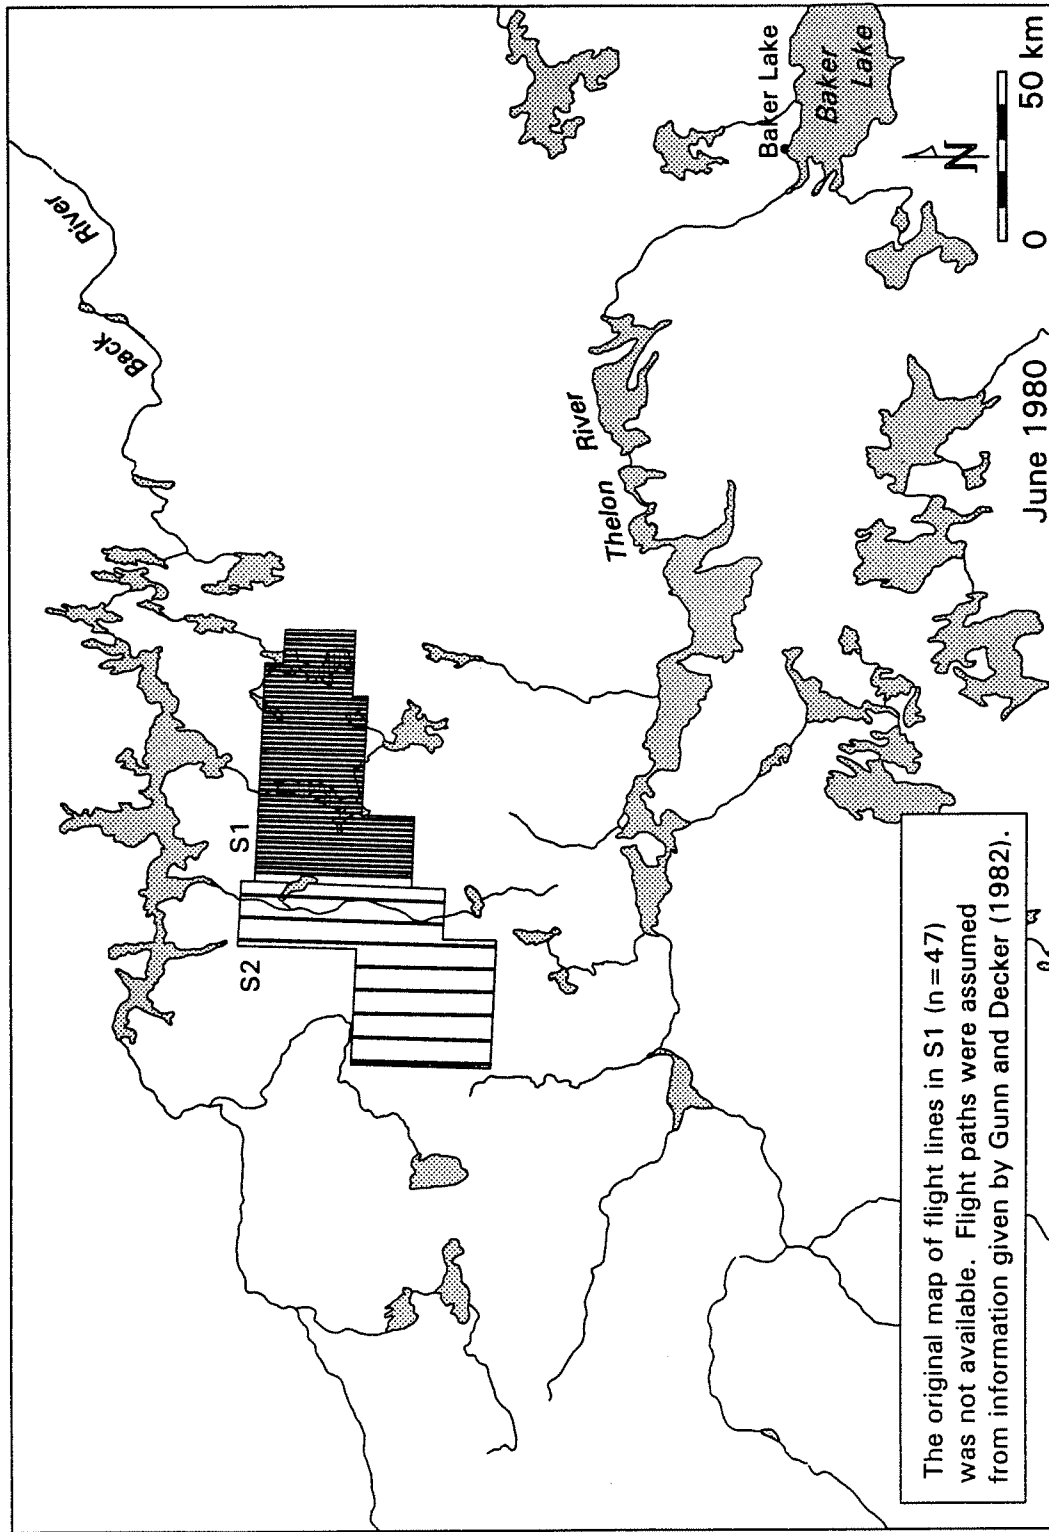 Back
River
Baker Lake
Baker
Lake
Thelon
River
S1
S2
N
0
50 km
June 1980
The original map of flight lines in S1 (n=47)
was not available. Flight paths were assumed
from information given by Gunn and Decker (1982).